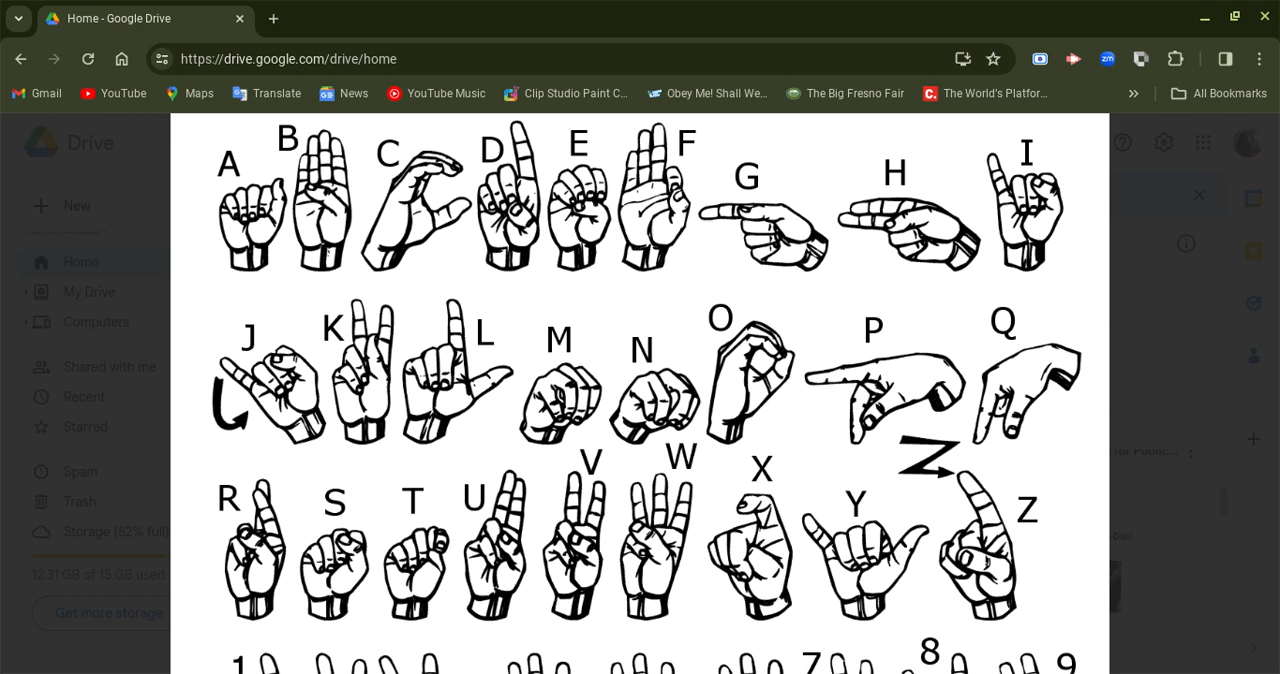 Home - Google Drive
https://drive.google.com/drive/home
Gmail YouTube Maps Translate News YouTube Music Clip Studio Paint C... Obey Me! Shall We... The Big Fresno Fair The World's Platfor... » All Bookmarks
Drive
New
Home
My Drive
Computers
Shared with me
Recent
Starred
Spam
Trash
Storage (82% full)
12.31 GB of 15 GB used
Get more storage
A B C D E F G H I
J K L M N O P Q
R S T U V W X Y Z
Z
1 7 8 9